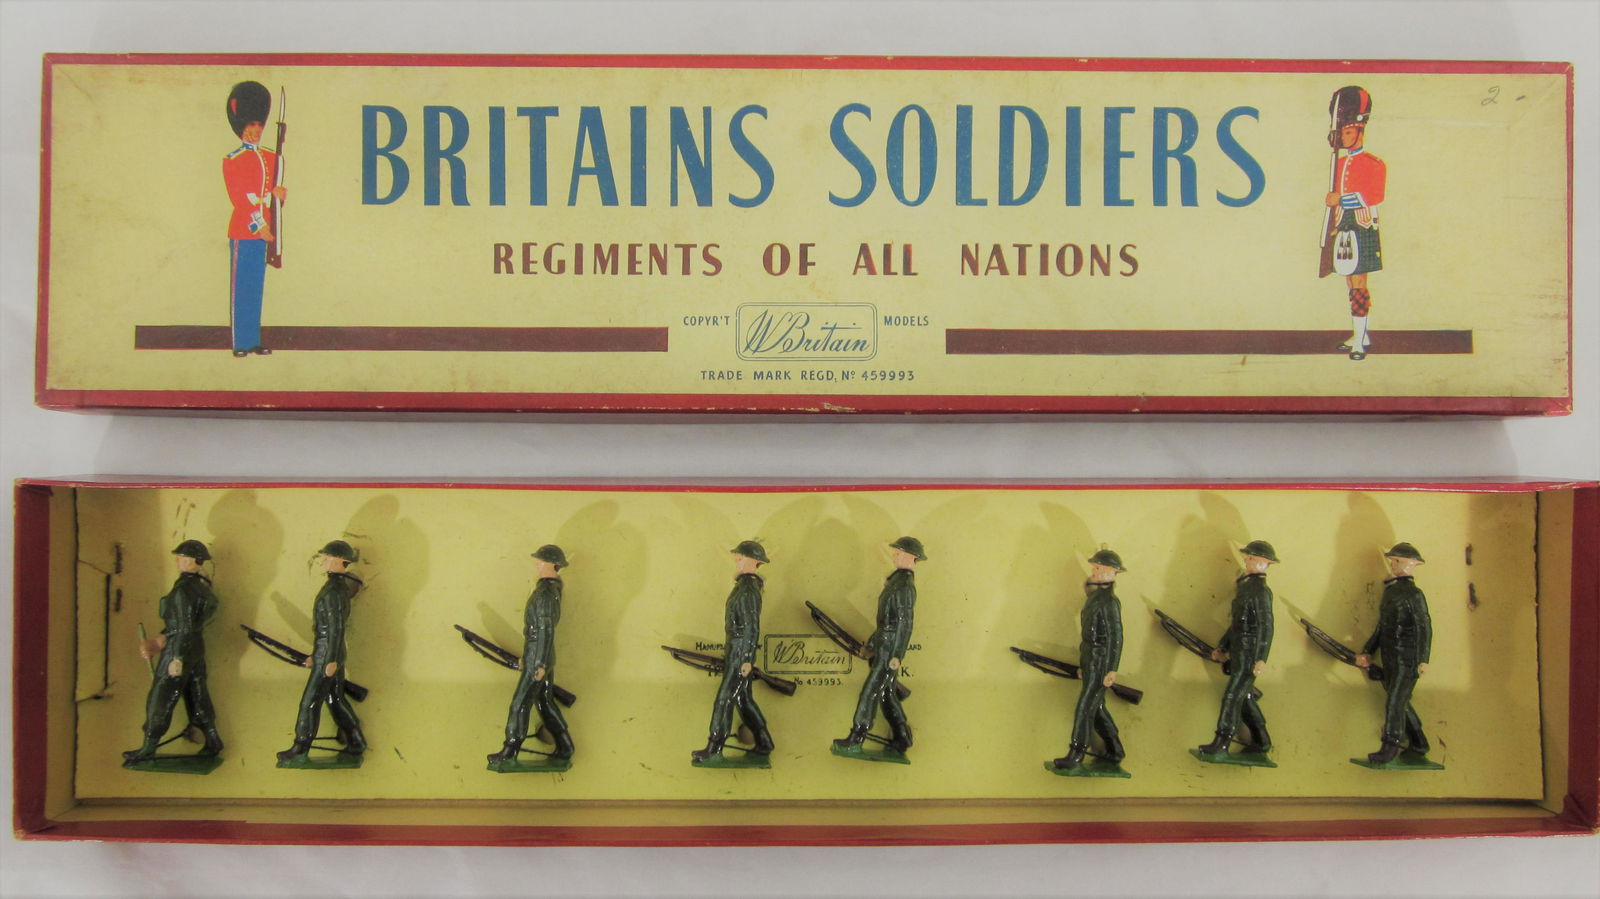 2 -
BRITAINS SOLDIERS
REGIMENTS OF ALL NATIONS
COPYR'T W Britain MODELS
TRADE MARK REGD. Nº 459993
W Britain
No 459993.